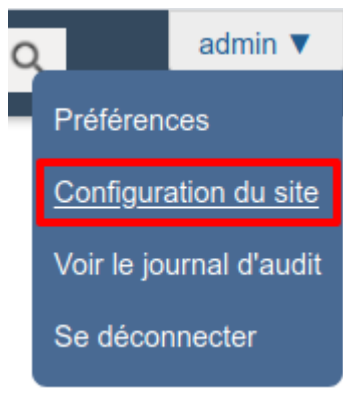 admin ▼
Préférences
Configuration du site
Voir le journal d'audit
Se déconnecter